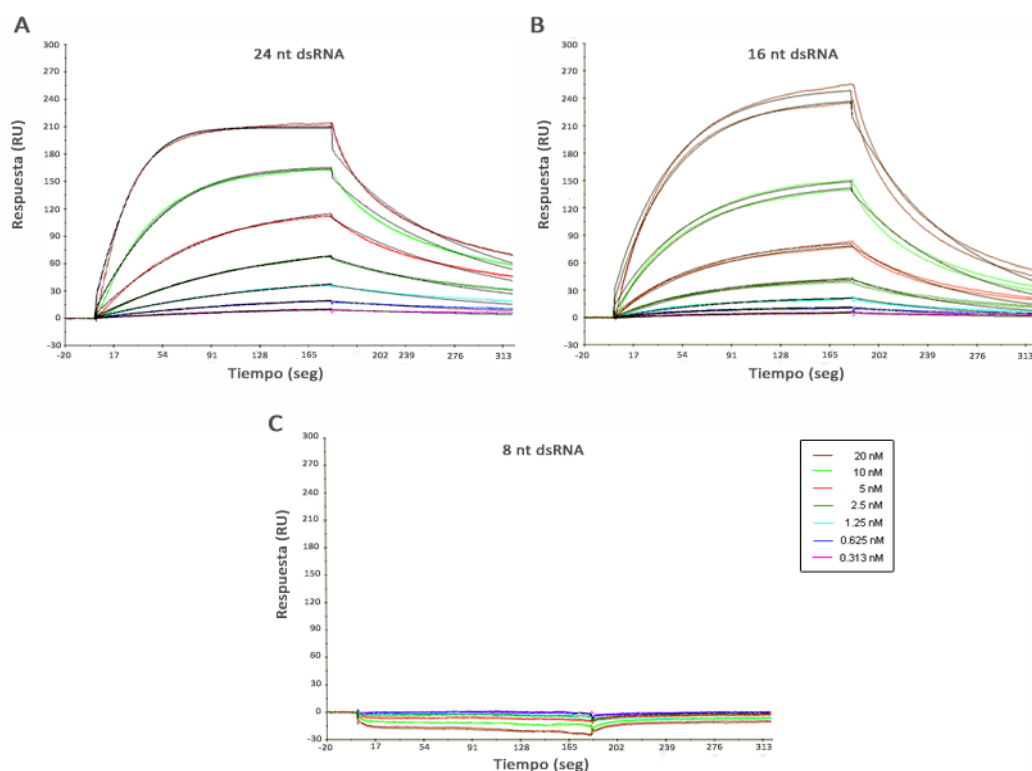 A
24 nt dsRNA
Respuesta (RU)
300
270
240
210
180
150
120
90
60
30
0
-30
-20 17 54 91 128 165 202 239 276 313
Tiempo (seg)
B
16 nt dsRNA
Respuesta (RU)
300
270
240
210
180
150
120
90
60
30
0
-30
-20 17 54 91 128 165 202 239 276 313
Tiempo (seg)
C
8 nt dsRNA
Respuesta (RU)
300
270
240
210
180
150
120
90
60
30
0
-30
-20 17 54 91 128 165 202 239 276 313
Tiempo (seg)
20 nM
10 nM
5 nM
2.5 nM
1.25 nM
0.625 nM
0.313 nM